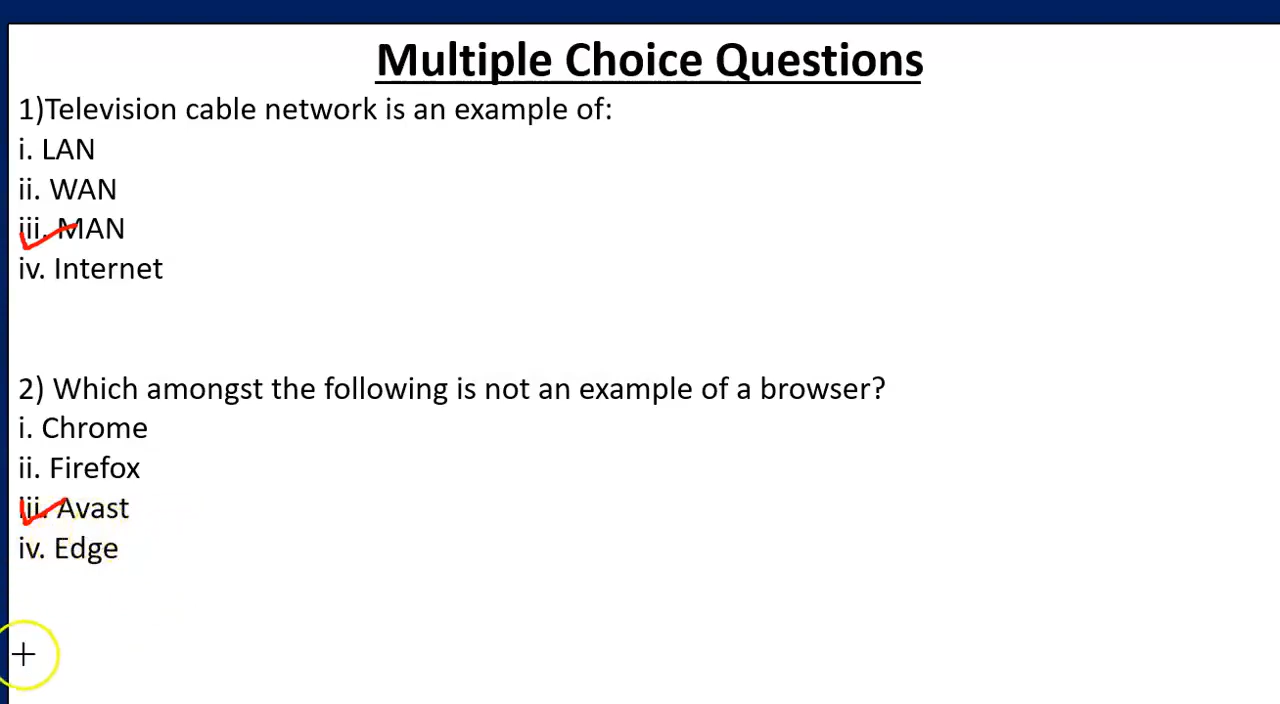 Multiple Choice Questions
1)Television cable network is an example of:
i. LAN
ii. WAN
iii. MAN
iv. Internet
2) Which amongst the following is not an example of a browser?
i. Chrome
ii. Firefox
iii. Avast
iv. Edge